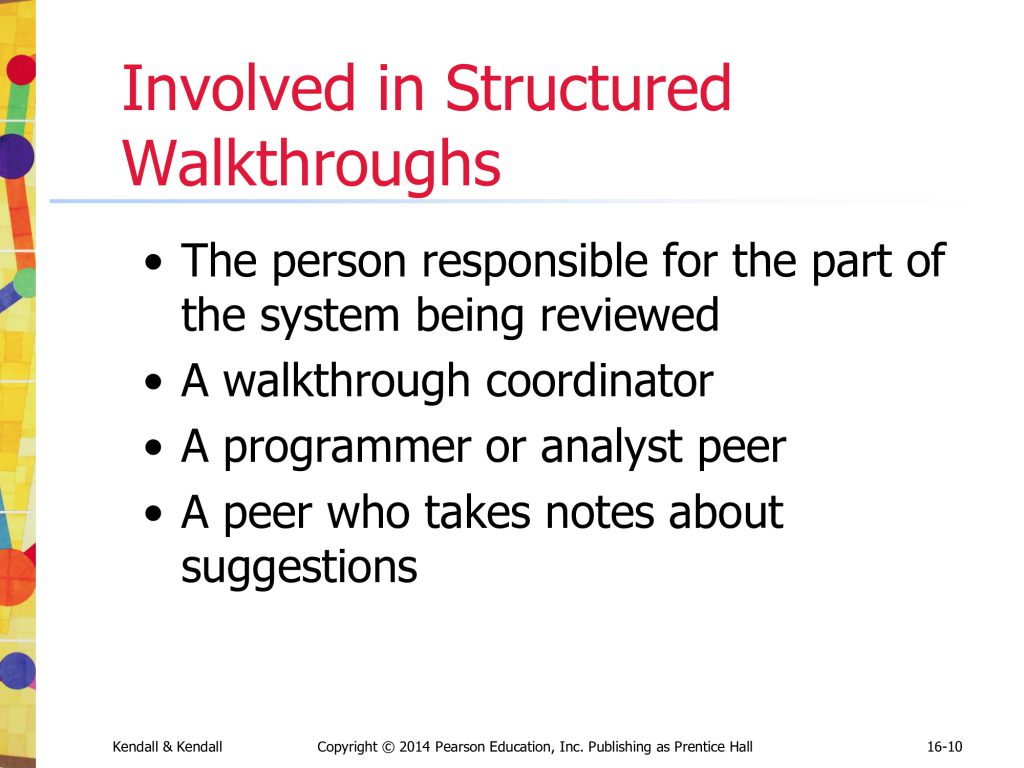 Involved in Structured
Walkthroughs
• The person responsible for the part of
the system being reviewed
• A walkthrough coordinator
• A programmer or analyst peer
• A peer who takes notes about
suggestions
Kendall & Kendall Copyright © 2014 Pearson Education, Inc. Publishing as Prentice Hall 16-10